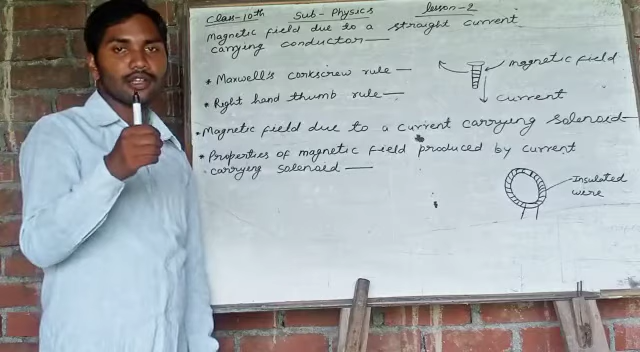 Class-10th Sub-Physics lesson-2
Magnetic field due to a straight current
carrying conductor—
* Maxwell's corkscrew rule—
magnetic field
* Right hand thumb rule—
current
* Magnetic field due to a current carrying solenoid—
* Properties of magnetic field produced by current
carrying solenoid—
Insulated
wire